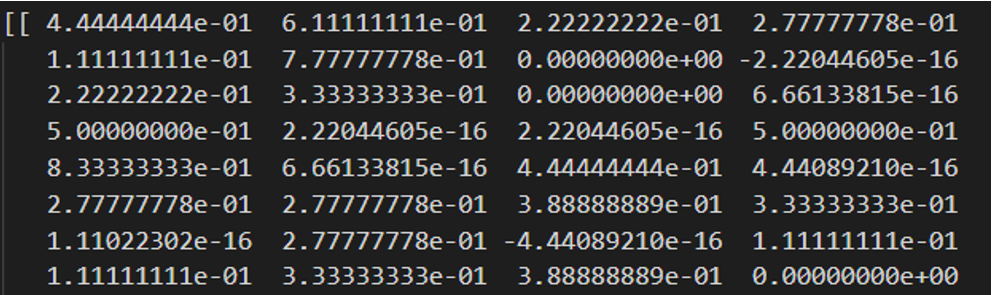 [[ 4.44444444e-01 6.11111111e-01 2.22222222e-01 2.77777778e-01
1.11111111e-01 7.77777778e-01 0.00000000e+00 -2.22044605e-16
2.22222222e-01 3.33333333e-01 0.00000000e+00 6.66133815e-16
5.00000000e-01 2.22044605e-16 2.22044605e-16 5.00000000e-01
8.33333333e-01 6.66133815e-16 4.44444444e-01 4.44089210e-16
2.77777778e-01 2.77777778e-01 3.88888889e-01 3.33333333e-01
1.11022302e-16 2.77777778e-01 -4.44089210e-16 1.11111111e-01
1.11111111e-01 3.33333333e-01 3.88888889e-01 0.00000000e+00